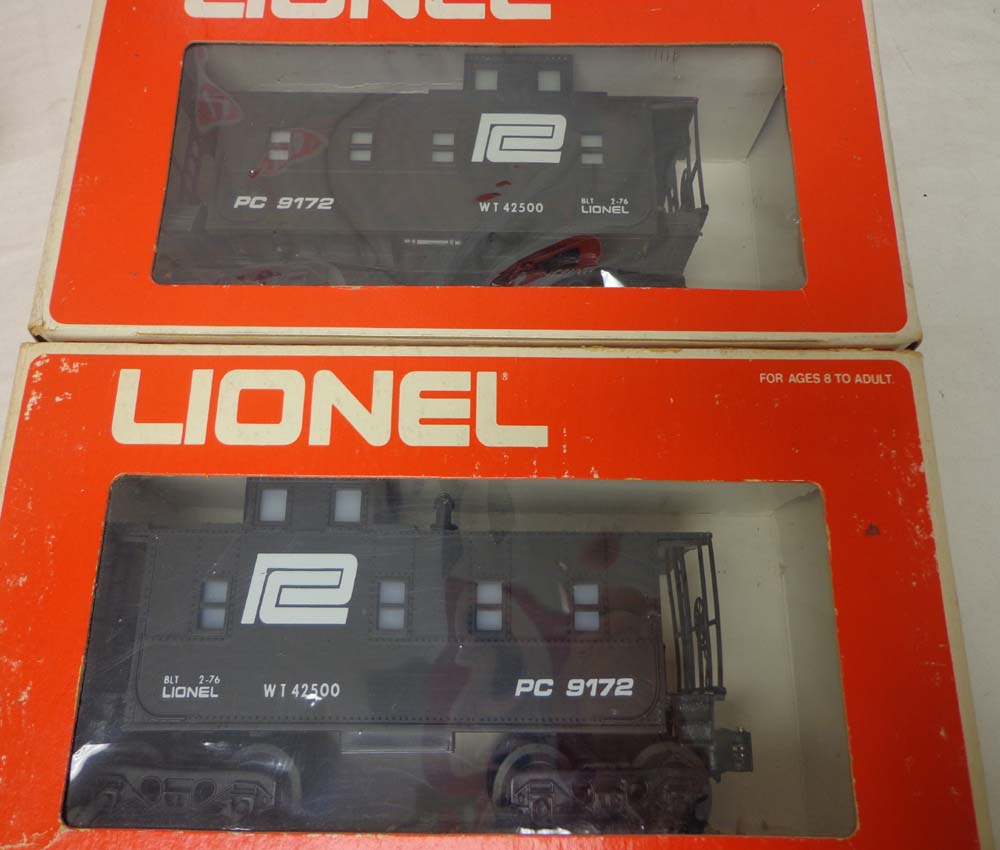 LIONEL
PC 9172
WT 42500
BLT 2-76
LIONEL
LIONEL®
FOR AGES 8 TO ADULT.
BLT 2-76
LIONEL
WT 42500
PC 9172